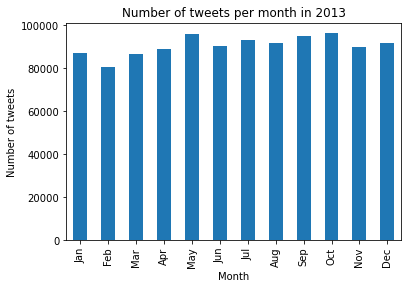 Number of tweets per month in 2013
100000
80000
60000
40000
20000
0
Number of tweets
Jan
Feb
Mar
Apr
May
Jun
Jul
Aug
Sep
Oct
Nov
Dec
Month